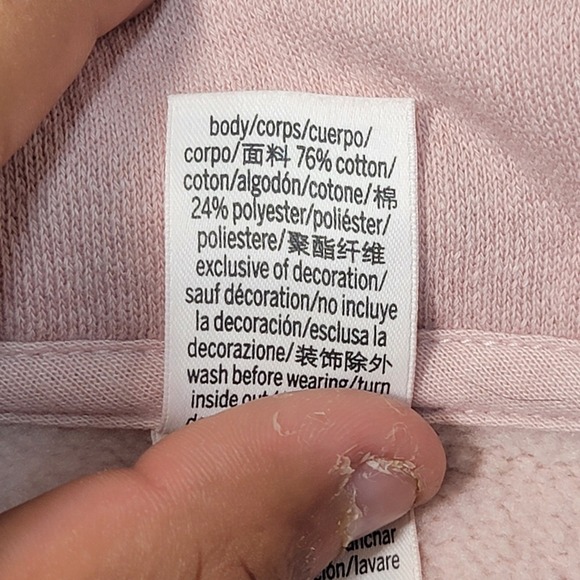 body/corps/cuerpo/
corpo/面料 76% cotton/
coton/algodón/cotone/棉
24% polyester/poliéster/
poliestere/聚酯纤维
exclusive of decoration/
sauf décoration/no incluye
la decoración/esclusa la
decorazione/装饰除外
wash before wearing/turn
inside out
/lavare